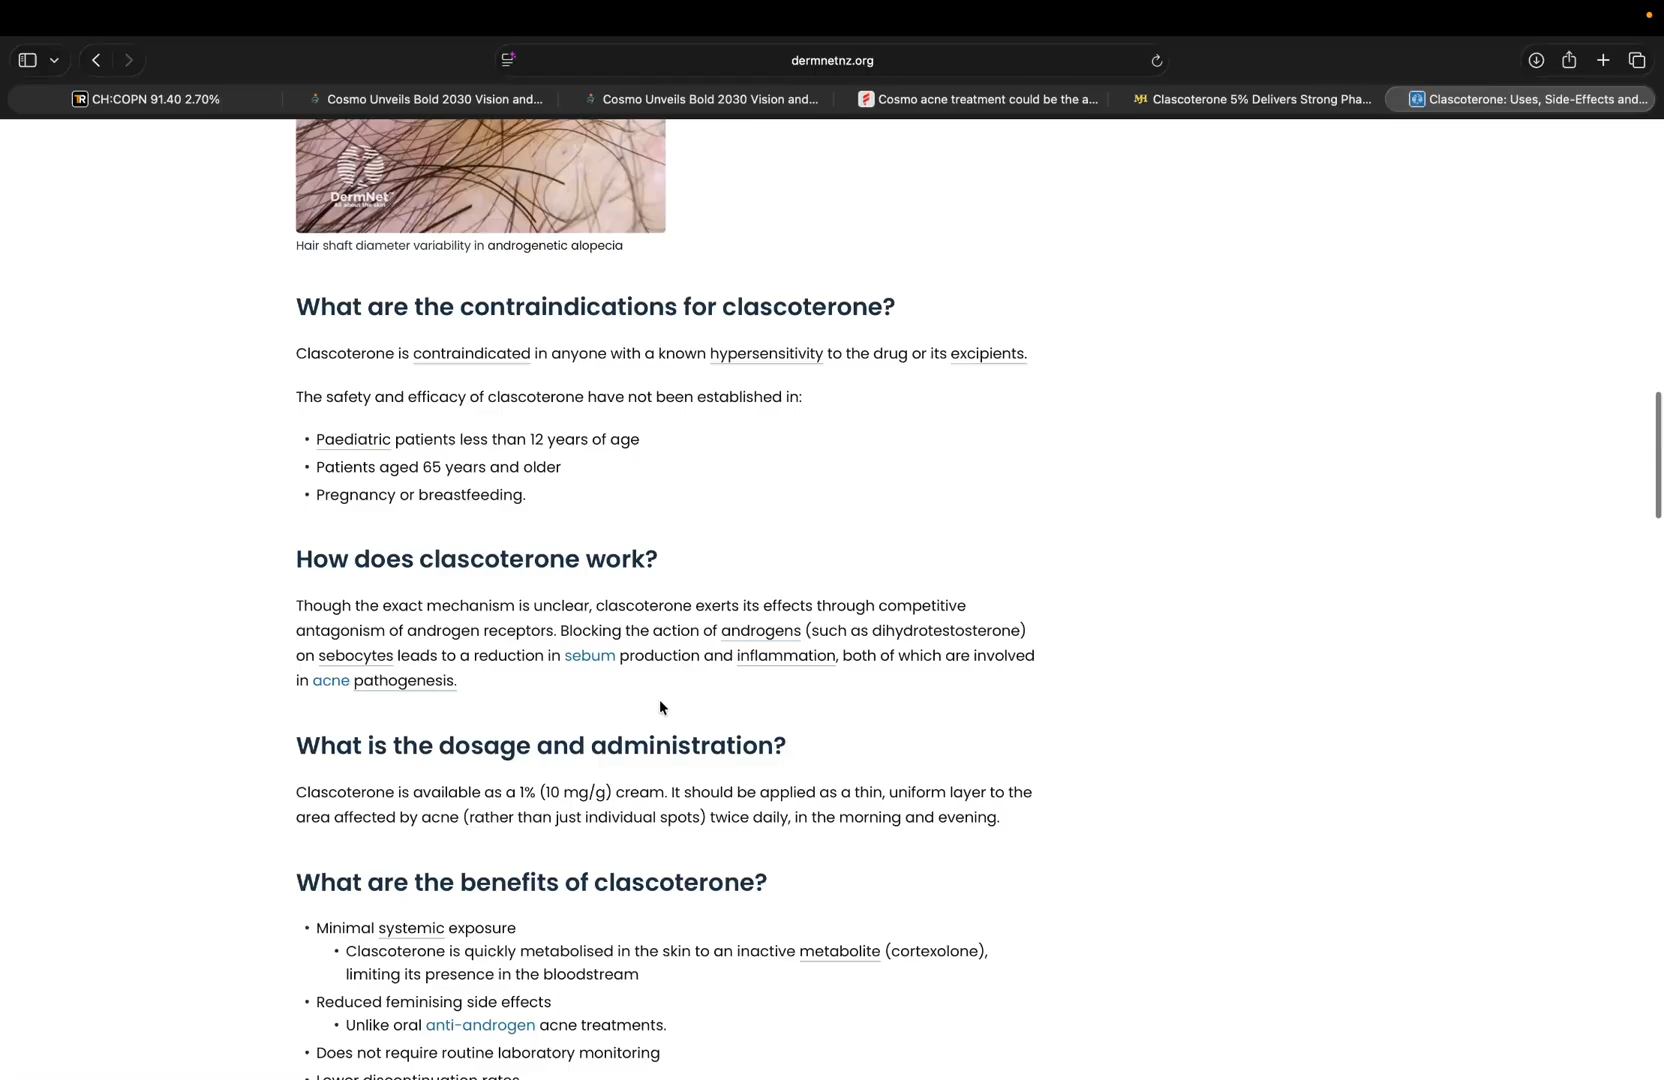 dermnetnz.org
CH:COPN 91.40 2.70%
Cosmo Unveils Bold 2030 Vision and...
Cosmo Unveils Bold 2030 Vision and...
Cosmo acne treatment could be the a...
Clascoterone 5% Delivers Strong Pha...
Clascoterone: Uses, Side-Effects and...
DermNet
All about the skin
Hair shaft diameter variability in androgenetic alopecia
What are the contraindications for clascoterone?
Clascoterone is contraindicated in anyone with a known hypersensitivity to the drug or its excipients.
The safety and efficacy of clascoterone have not been established in:
• Paediatric patients less than 12 years of age
• Patients aged 65 years and older
• Pregnancy or breastfeeding.
How does clascoterone work?
Though the exact mechanism is unclear, clascoterone exerts its effects through competitive
antagonism of androgen receptors. Blocking the action of androgens (such as dihydrotestosterone)
on sebocytes leads to a reduction in sebum production and inflammation, both of which are involved
in acne pathogenesis.
What is the dosage and administration?
Clascoterone is available as a 1% (10 mg/g) cream. It should be applied as a thin, uniform layer to the
area affected by acne (rather than just individual spots) twice daily, in the morning and evening.
What are the benefits of clascoterone?
• Minimal systemic exposure
• Clascoterone is quickly metabolised in the skin to an inactive metabolite (cortexolone),
limiting its presence in the bloodstream
• Reduced feminising side effects
• Unlike oral anti-androgen acne treatments.
• Does not require routine laboratory monitoring
• Lower discontinuation rates